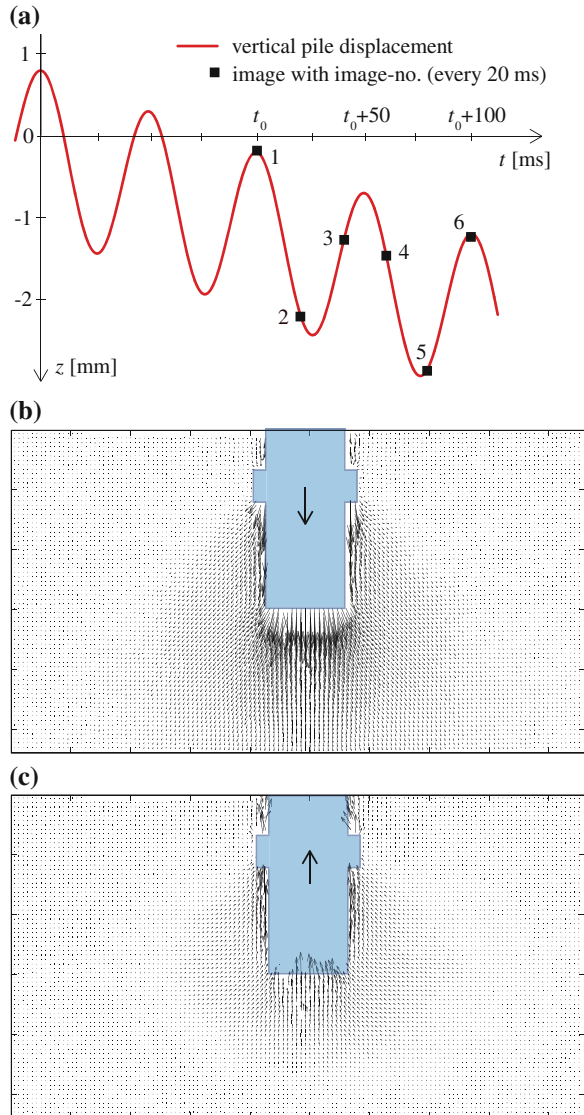 (a)
vertical pile displacement
image with image-no. (every 20 ms)
1
t0
t0+50
t0+100
0
t [ms]
1
-1
3
4
6
-2
2
5
z [mm]
(b)
(c)